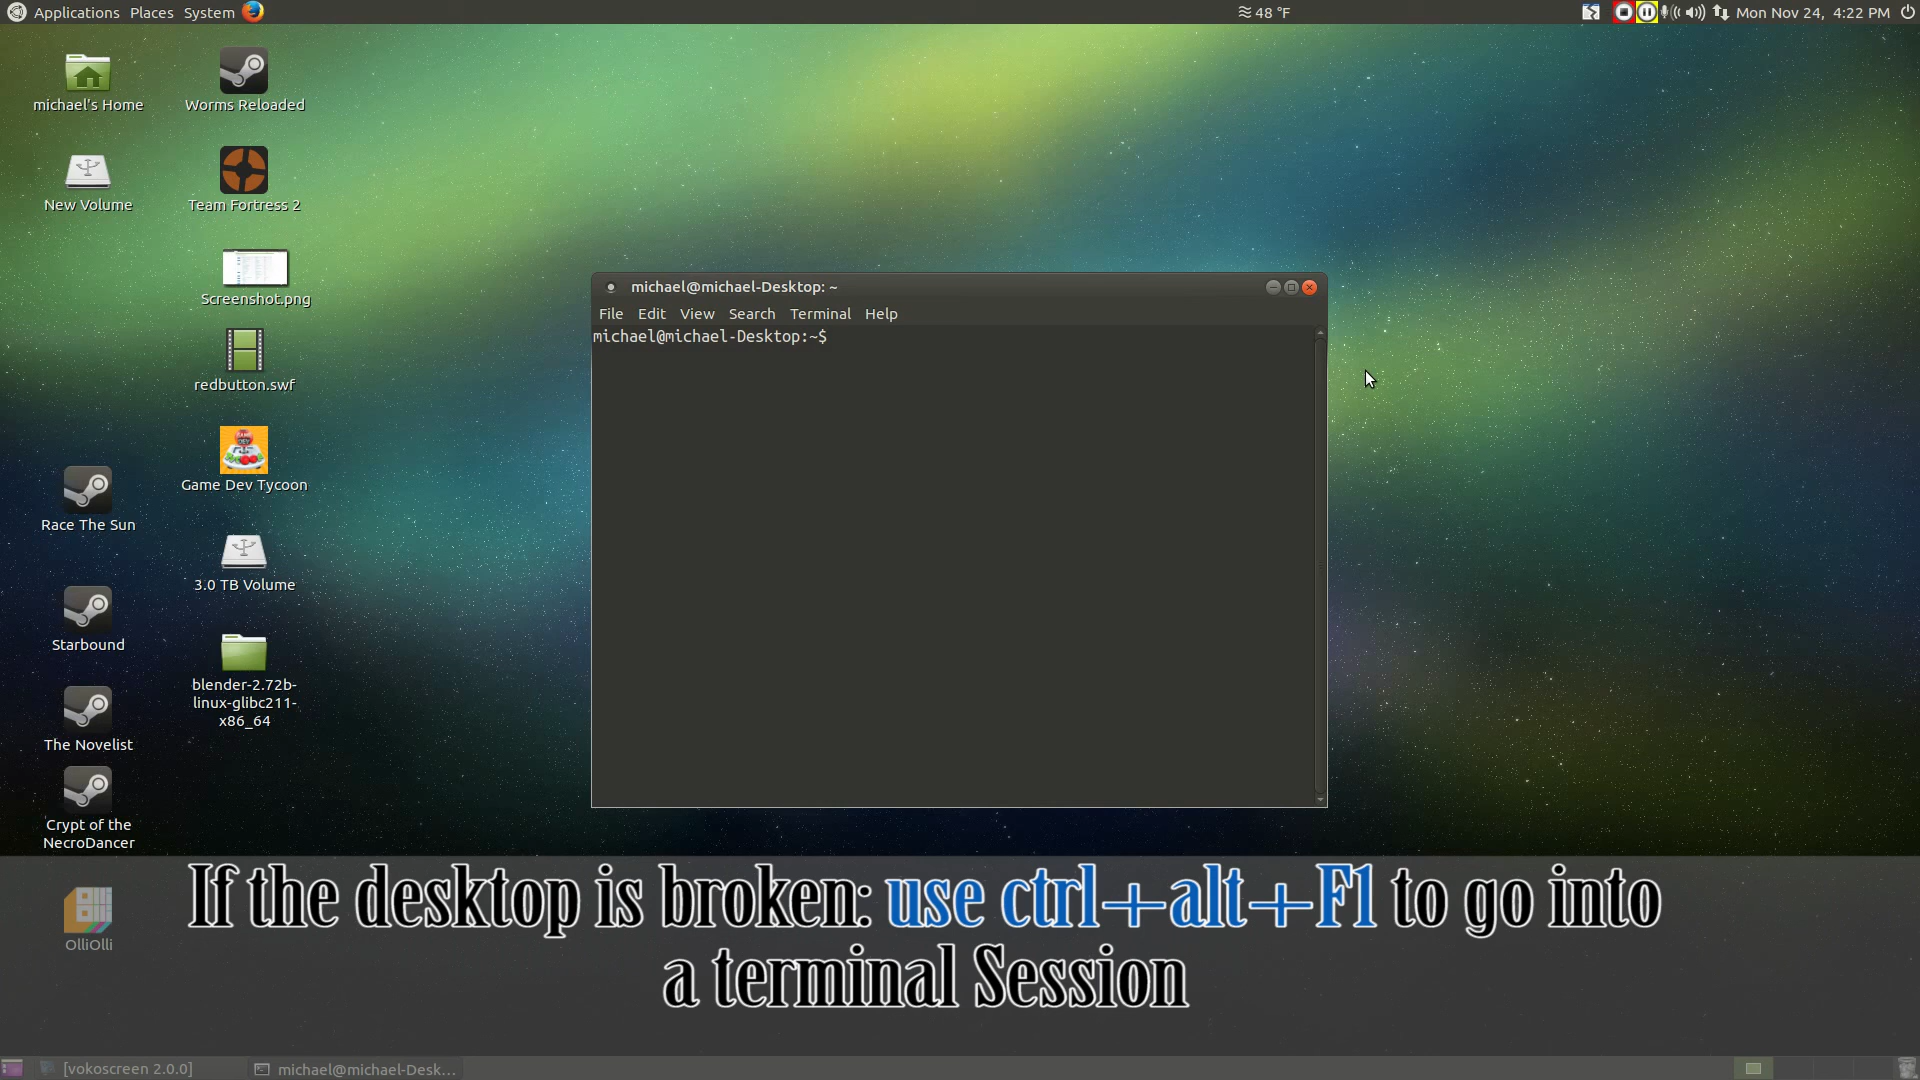 Applications Places System
48 °F
Mon Nov 24, 4:22 PM
michael's Home
Worms Reloaded
New Volume
Team Fortress 2
Screenshot.png
redbutton.swf
Game Dev Tycoon
Race The Sun
3.0 TB Volume
Starbound
blender-2.72b-
linux-glibc211-
x86_64
The Novelist
Crypt of the
NecroDancer
OlliOlli
michael@michael-Desktop: ~
File Edit View Search Terminal Help
michael@michael-Desktop:~$
If the desktop is broken: use ctrl+alt+F1 to go into
a terminal Session
[vokoscreen 2.0.0]
michael@michael-Desk...